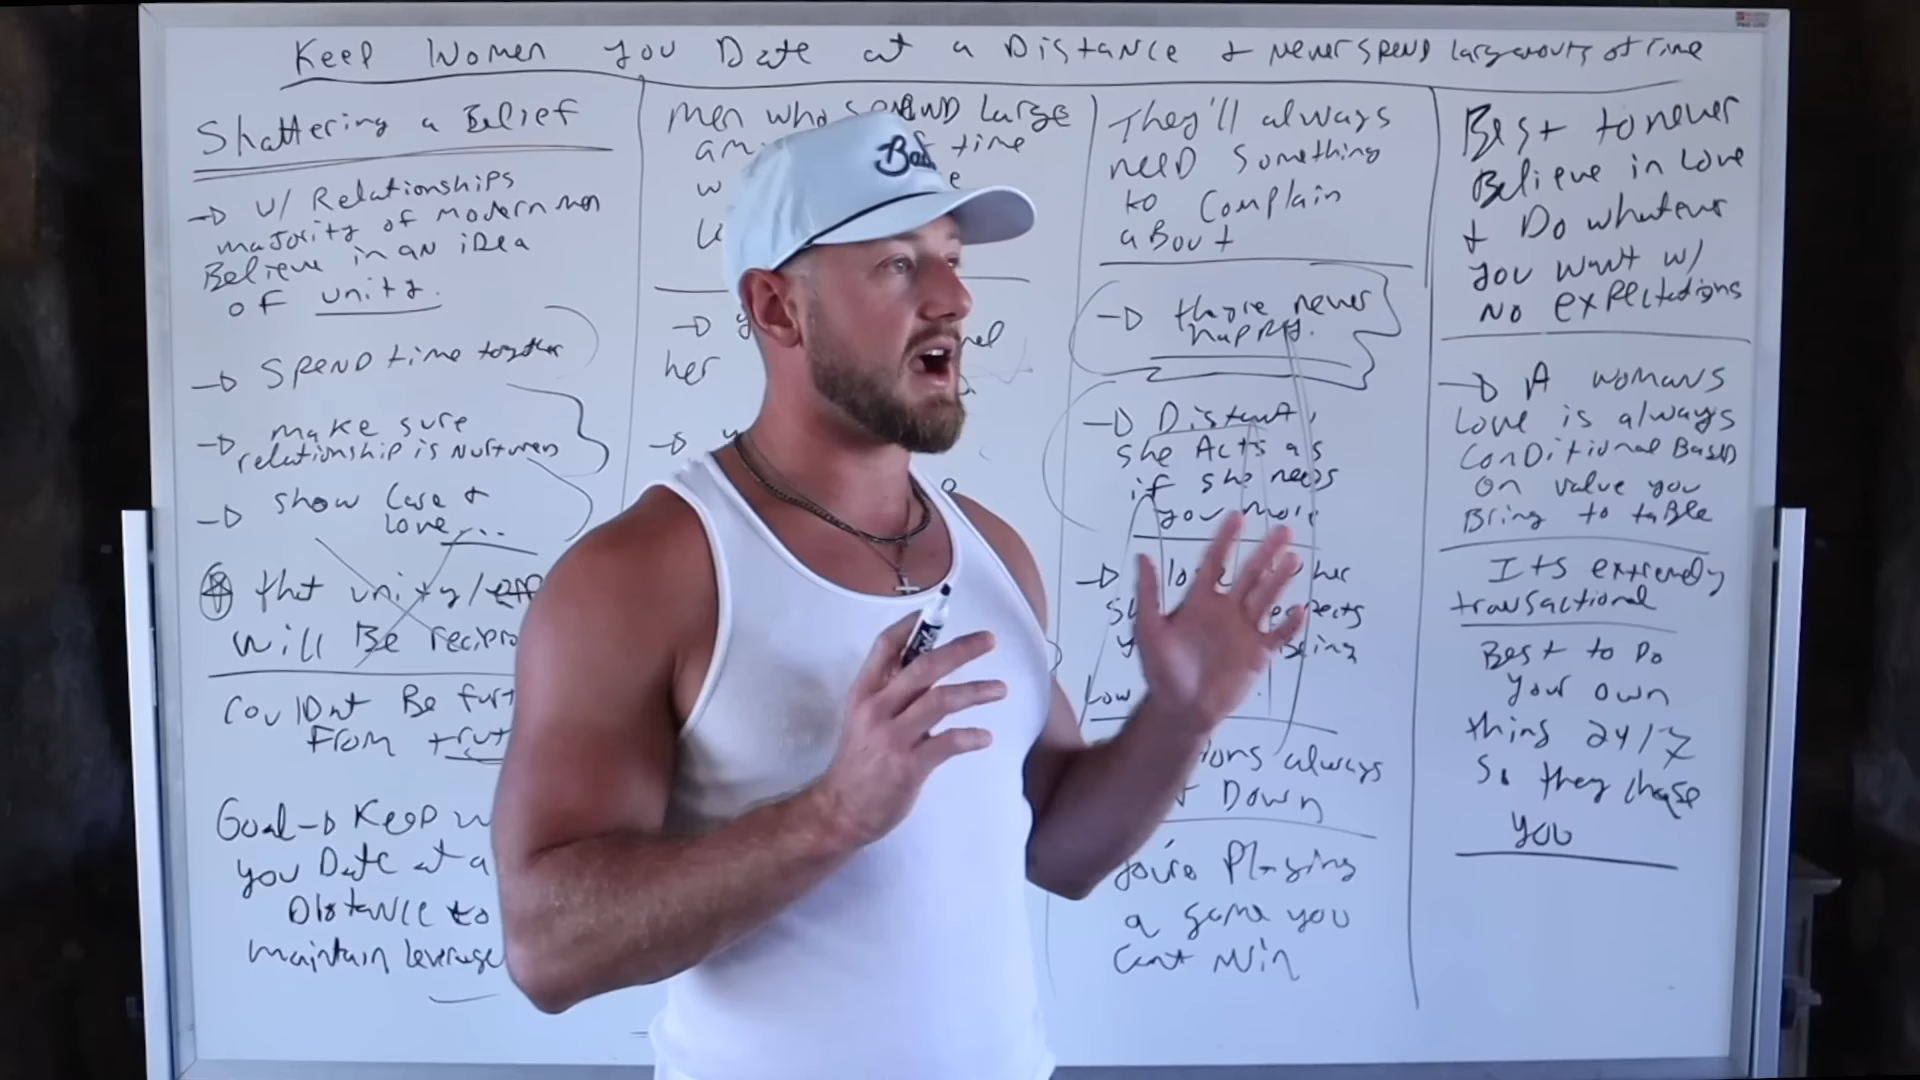 Keep Women You Date at a Distance & Never Spend large amounts of time
Shattering a Belief
→ w/ Relationships
majority of modern men
Believe in an idea
of unity.
→ Spend time together
→ make sure
relationship is nurtured
→ show care &
love...
that unity/
will Be
Couldnt Be
From
Goal → Keep
you Date at a
Distance to
maintain leverage
men who spend large
time
her
They'll always
need something
to complain
about
→ they're never
happy.
→ Distant,
she Acts as
if she needs
you more
→ her
low
always
Down
You're Playing
a game you
Cant Win
Best to never
Believe in love
& Do whatever
you want w/
no expectations
→ A womans
Love is always
conditional Based
on value you
Bring to table
Its extremely
transactional
Best to Do
your own
thing 24/7
So they chase
you
Bad